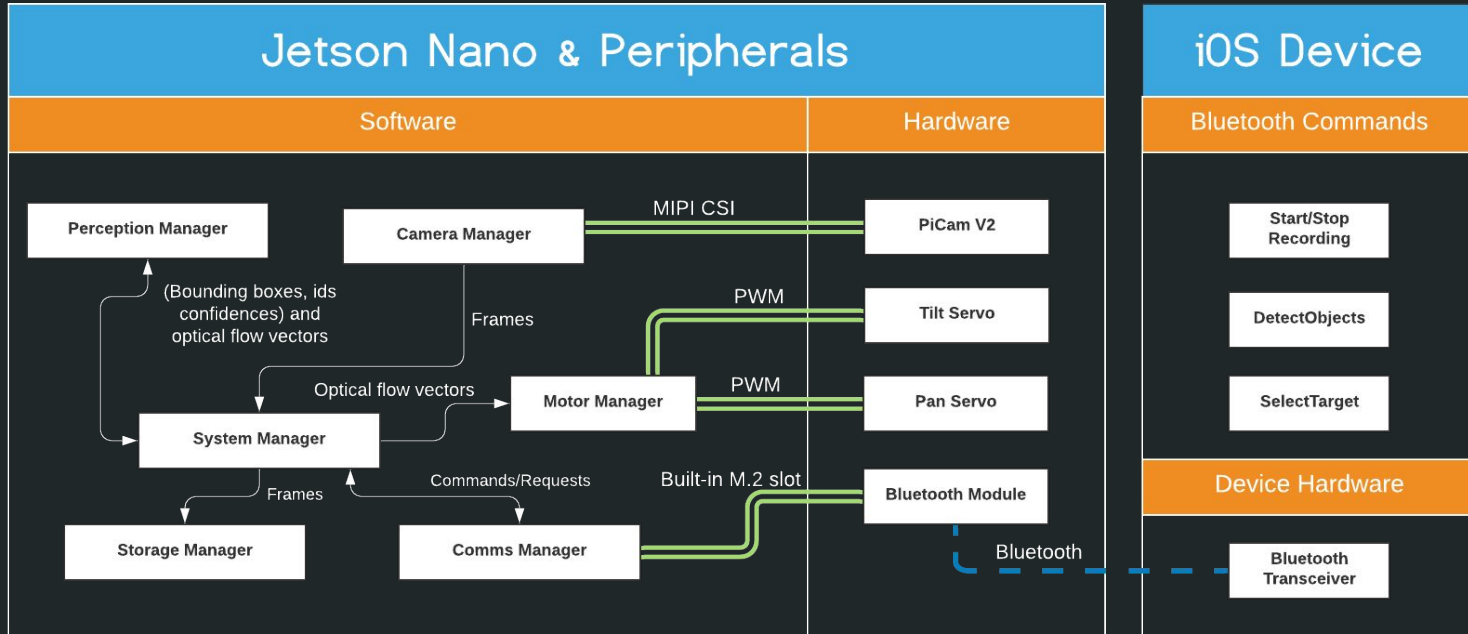 Jetson Nano & Peripherals
iOS Device
Software
Hardware
Bluetooth Commands
Perception Manager
Camera Manager
MIPI CSI
PiCam V2
Start/Stop
Recording
(Bounding boxes, ids
confidences) and
optical flow vectors
Frames
PWM
Tilt Servo
DetectObjects
Optical flow vectors
Motor Manager
PWM
Pan Servo
SelectTarget
System Manager
Frames
Commands/Requests
Built-in M.2 slot
Bluetooth Module
Device Hardware
Storage Manager
Comms Manager
Bluetooth
Bluetooth
Transceiver